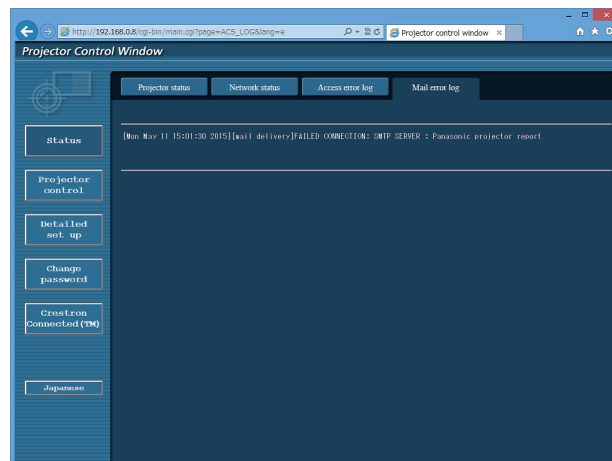 http://192.168.0.8/cgi-bin/main.cgi?page=ACS_LOG&lang=e
Projector control window
Projector Control Window
Projector status
Network status
Access error log
Mail error log
[Mon May 11 15:01:30 2015][mail delivery]FAILED CONNECTION: SMTP SERVER : Panasonic projector report
Status
Projector
control
Detailed
set up
Change
password
Crestron
Connected(TM)
Japanese